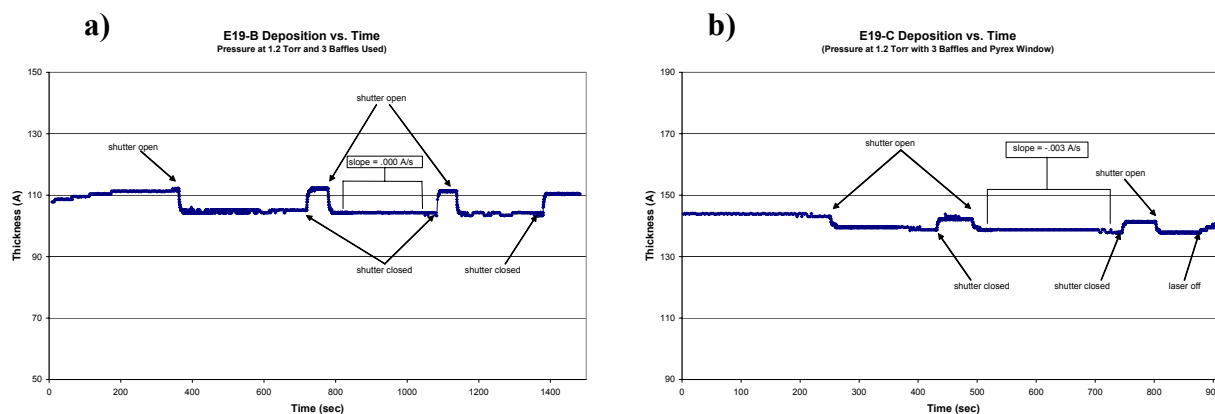 a)
E19-B Deposition vs. Time
Pressure at 1.2 Torr and 3 Baffles Used)
Thickness (A)
150
130
110
90
70
50
shutter open
shutter open
slope = .000 A/s
shutter closed
shutter closed
0 200 400 600 800 1000 1200 1400
Time (sec)
b)
E19-C Deposition vs. Time
(Pressure at 1.2 Torr with 3 Baffles and Pyrex Window)
Thickness (A)
190
170
150
130
110
90
shutter open
slope = -.003 A/s
shutter open
shutter closed
shutter closed
laser off
0 100 200 300 400 500 600 700 800 900
Time (sec)